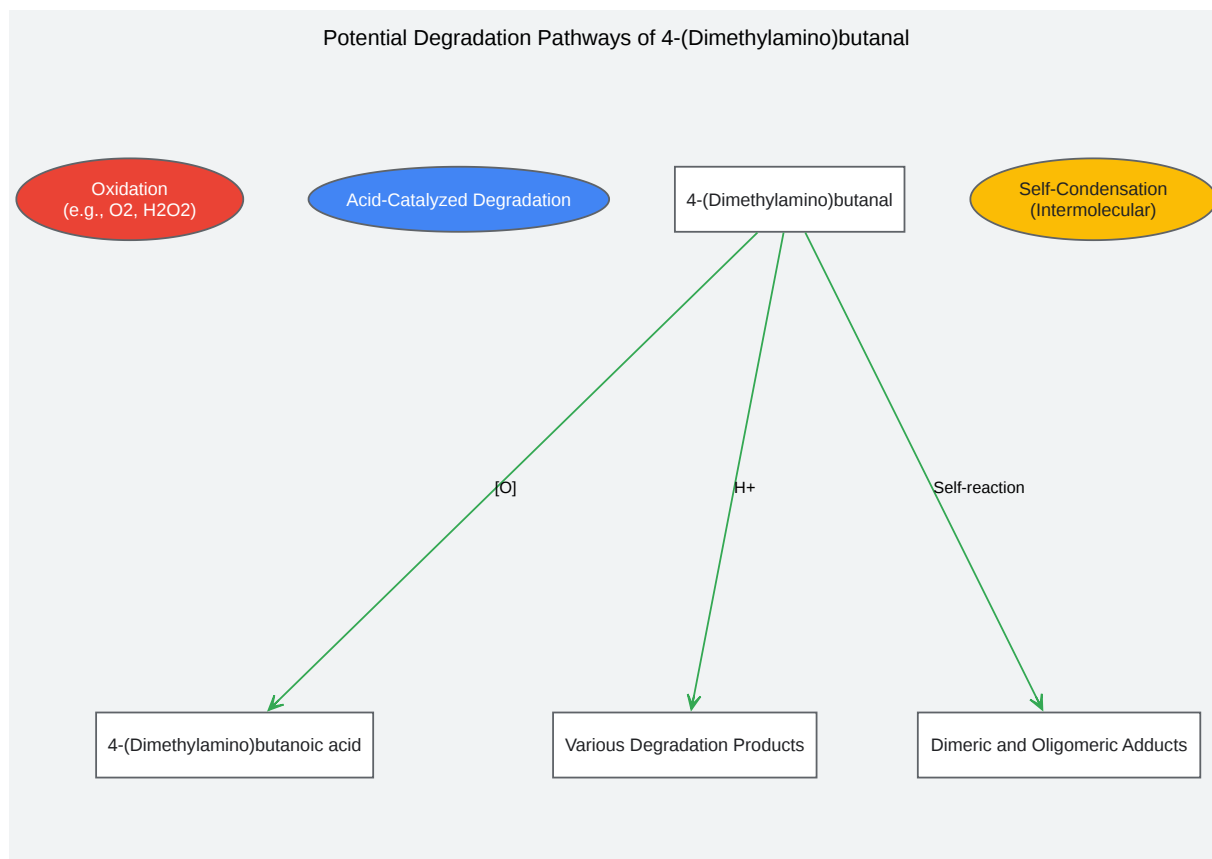 Potential Degradation Pathways of 4-(Dimethylamino)butanal
Oxidation
(e.g., O2, H2O2)
Acid-Catalyzed Degradation
4-(Dimethylamino)butanal
Self-Condensation
(Intermolecular)
[O]
H+
Self-reaction
4-(Dimethylamino)butanoic acid
Various Degradation Products
Dimeric and Oligomeric Adducts